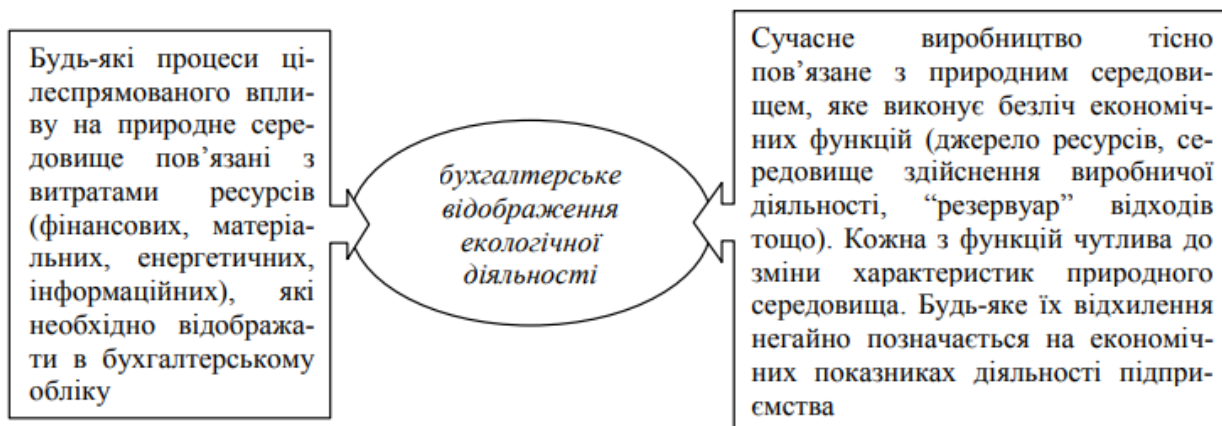 Будь-які процеси ці-
леспрямованого впли-
ву на природне сере-
довище пов’язані з
витратами ресурсів
(фінансових, матеріа-
льних, енергетичних,
інформаційних), які
необхідно відобража-
ти в бухгалтерському
обліку
бухгалтерське
відображення
екологічної
діяльності
Сучасне виробництво тісно
пов’язане з природним середови-
щем, яке виконує безліч економіч-
них функцій (джерело ресурсів, се-
редовище здійснення виробничої
діяльності, “резервуар” відходів
тощо). Кожна з функцій чутлива до
зміни характеристик природного
середовища. Будь-яке їх відхилення
негайно позначається на економіч-
них показниках діяльності підпри-
ємства